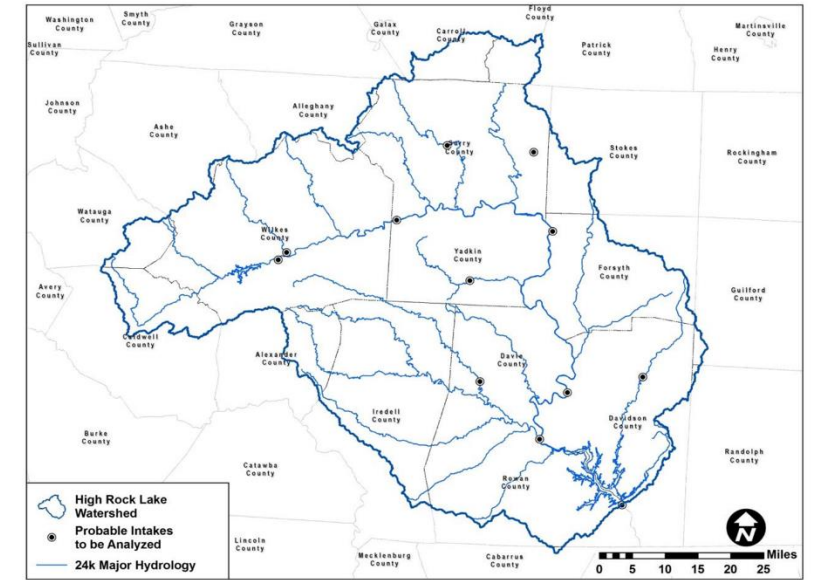 Smyth
County
Washington
County
Grayson
County
Galax
County
Carroll
County
Floyd
County
Patrick
County
Martinsville
Henry
County
Sullivan
County
Johnson
County
Ashe
County
Alleghany
County
Surry
County
Stokes
County
Rockingham
County
Watauga
County
Wilkes
County
Yadkin
County
Forsyth
County
Guilford
County
Avery
County
Caldwell
County
Alexander
County
Davie
County
Iredell
County
Davidson
County
Burke
County
Catawba
County
Rowan
County
Randolph
County
Lincoln
County
Mecklenburg
County
Cabarrus
County
High Rock Lake
Watershed
Probable Intakes
to be Analyzed
24k Major Hydrology
N
Miles
0 5 10 15 20 25